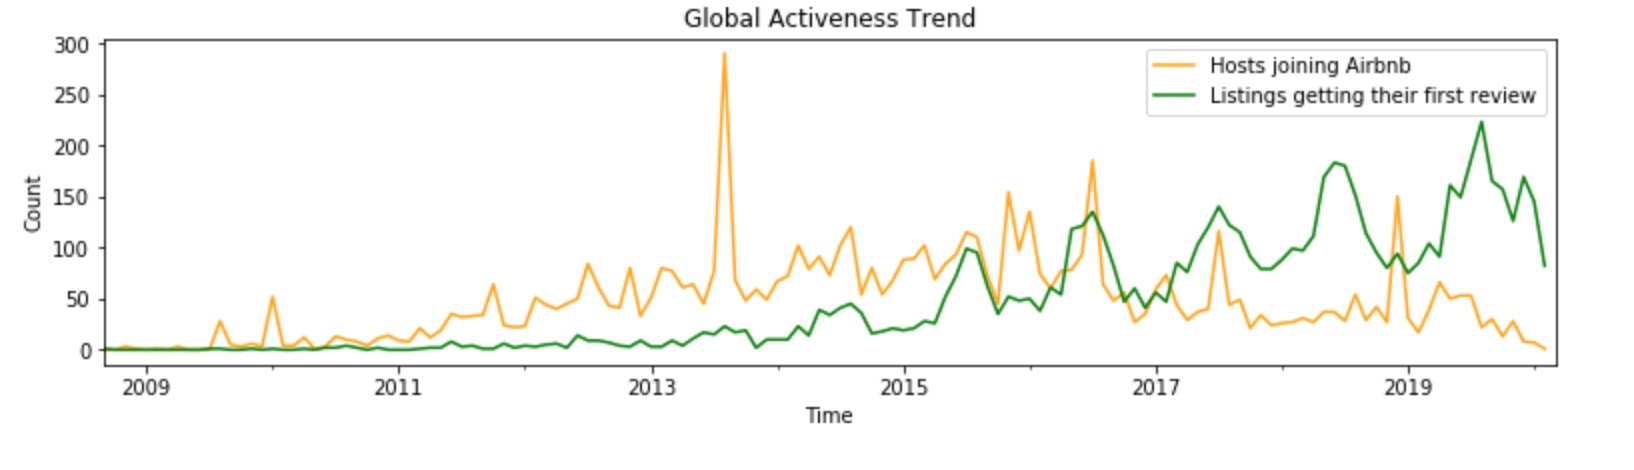 Global Activeness Trend
300
250
200
150
100
50
0
Count
Hosts joining Airbnb
Listings getting their first review
2009 2011 2013 2015 2017 2019
Time